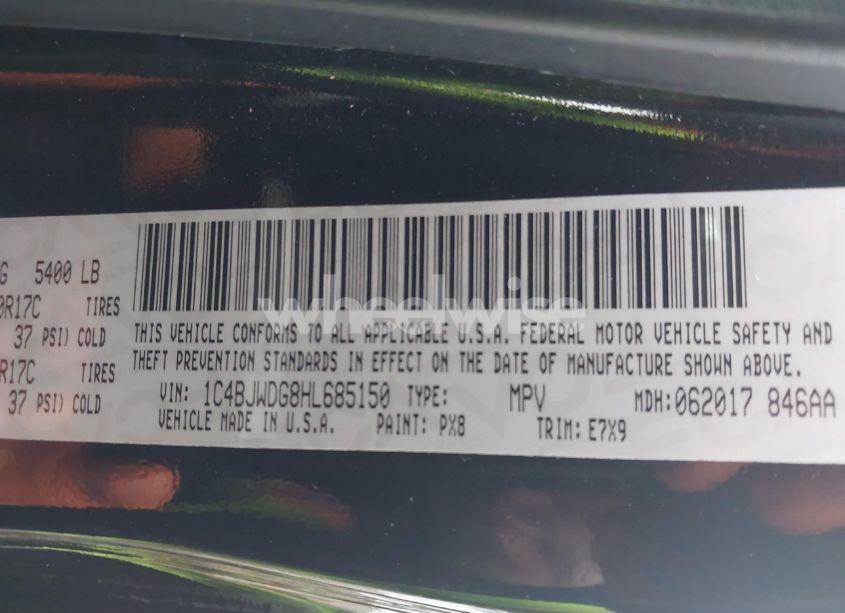 G 5400 LB
0R17C TIRES
37 PSI) COLD
R17C TIRES
37 PSI) COLD
wheelwise
THIS VEHICLE CONFORMS TO ALL APPLICABLE U.S.A. FEDERAL MOTOR VEHICLE SAFETY AND
THEFT PREVENTION STANDARDS IN EFFECT ON THE DATE OF MANUFACTURE SHOWN ABOVE.
VIN: 1C4BJWDG8HL685150 TYPE: MPV MDH:062017 846AA
VEHICLE MADE IN U.S.A. PAINT: PX8 TRIM: E7X9